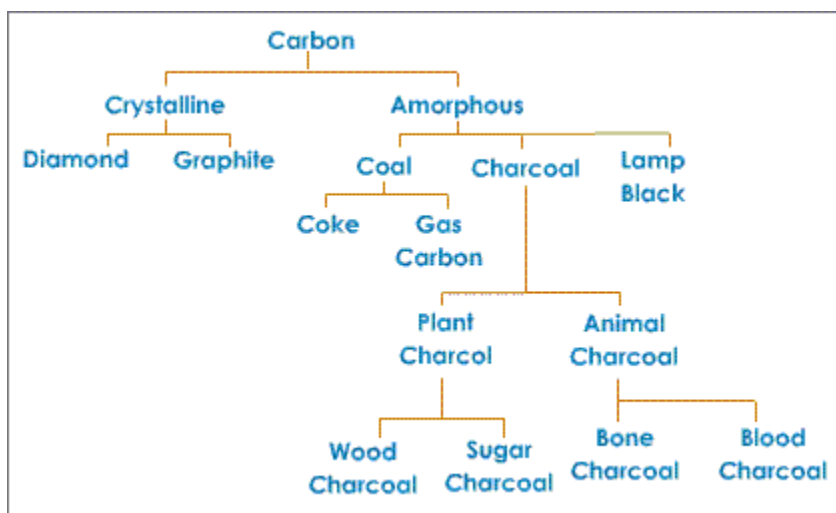 Carbon
Crystalline
Amorphous
Diamond
Graphite
Coal
Charcoal
Lamp
Black
Coke
Gas
Carbon
Plant
Charcol
Animal
Charcoal
Wood
Charcoal
Sugar
Charcoal
Bone
Charcoal
Blood
Charcoal